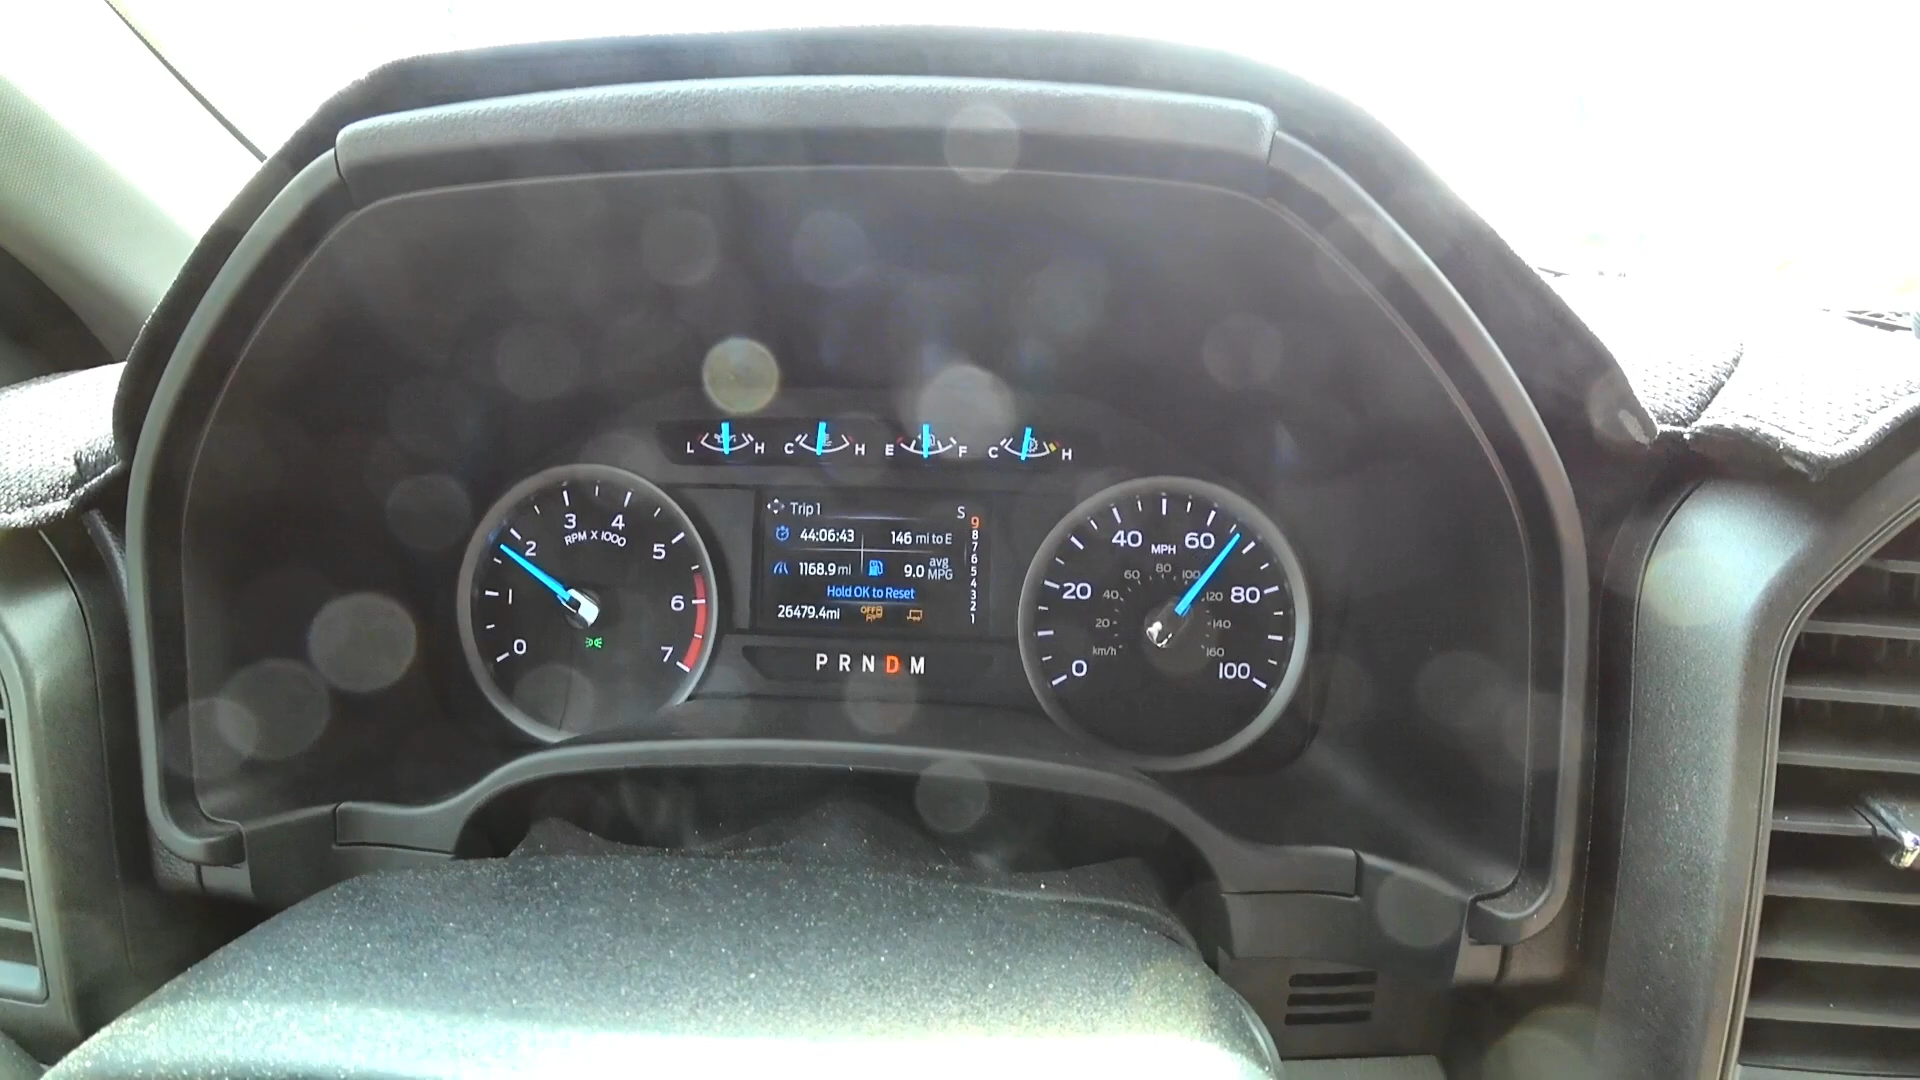 L H C H E F C H
Trip 1
S
44:06:43
146 mi to E
1168.9 mi
9.0 avg MPG
Hold OK to Reset
26479.4mi
OFF
9
8
7
6
5
4
3
2
1
P R N D M
0
1
2
3
4
5
6
7
RPM X 1000
0
20
40
60
80
100
MPH
km/h
20
40
60
80
100
120
140
160